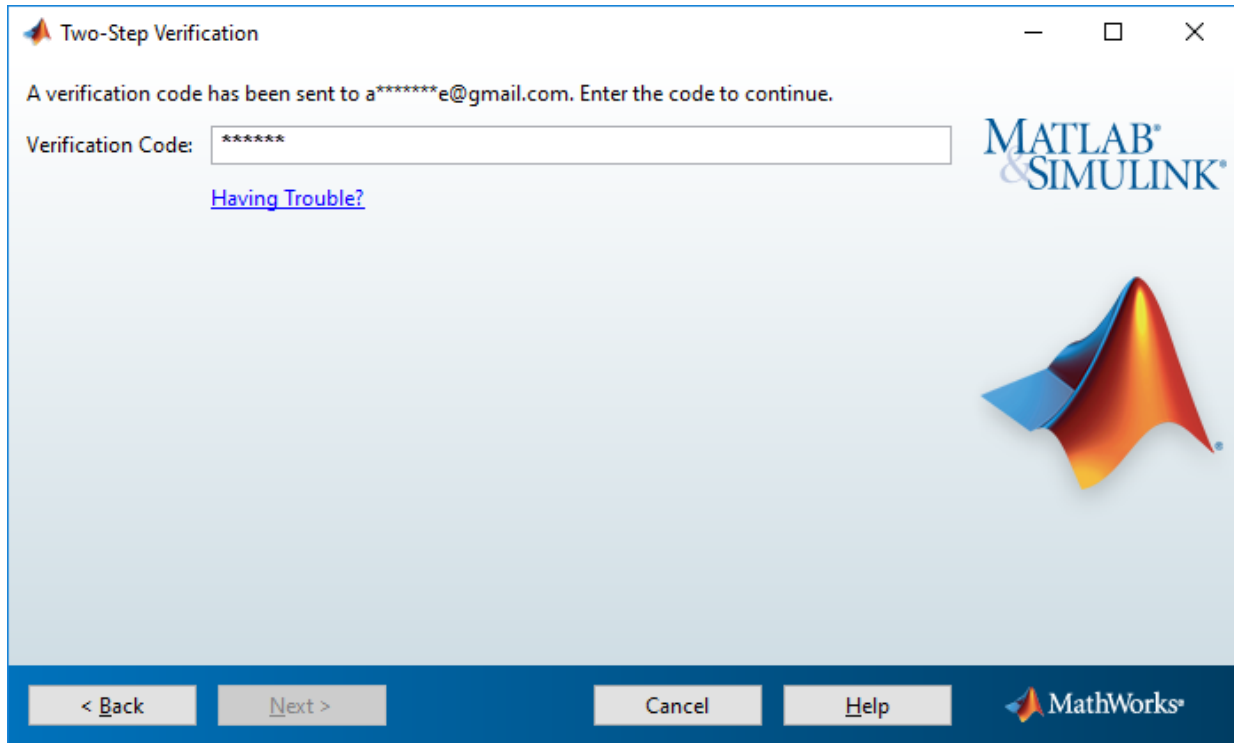 Two-Step Verification
A verification code has been sent to a*******e@gmail.com. Enter the code to continue.
Verification Code: ******
Having Trouble?
MATLAB®
&SIMULINK®
®
< Back Next > Cancel Help MathWorks®